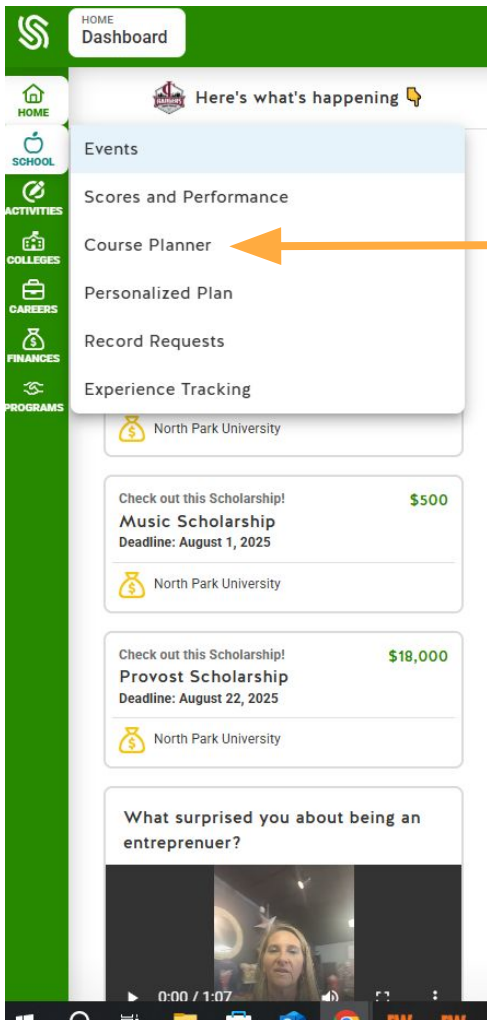 HOME
Dashboard
HOME
Here's what's happening
SCHOOL
Events
Scores and Performance
ACTIVITIES
Course Planner
COLLEGES
Personalized Plan
CAREERS
Record Requests
FINANCES
Experience Tracking
PROGRAMS
North Park University
Check out this Scholarship!
$500
Music Scholarship
Deadline: August 1, 2025
North Park University
Check out this Scholarship!
$18,000
Provost Scholarship
Deadline: August 22, 2025
North Park University
What surprised you about being an
entreprenuer?
0:00 / 1:07